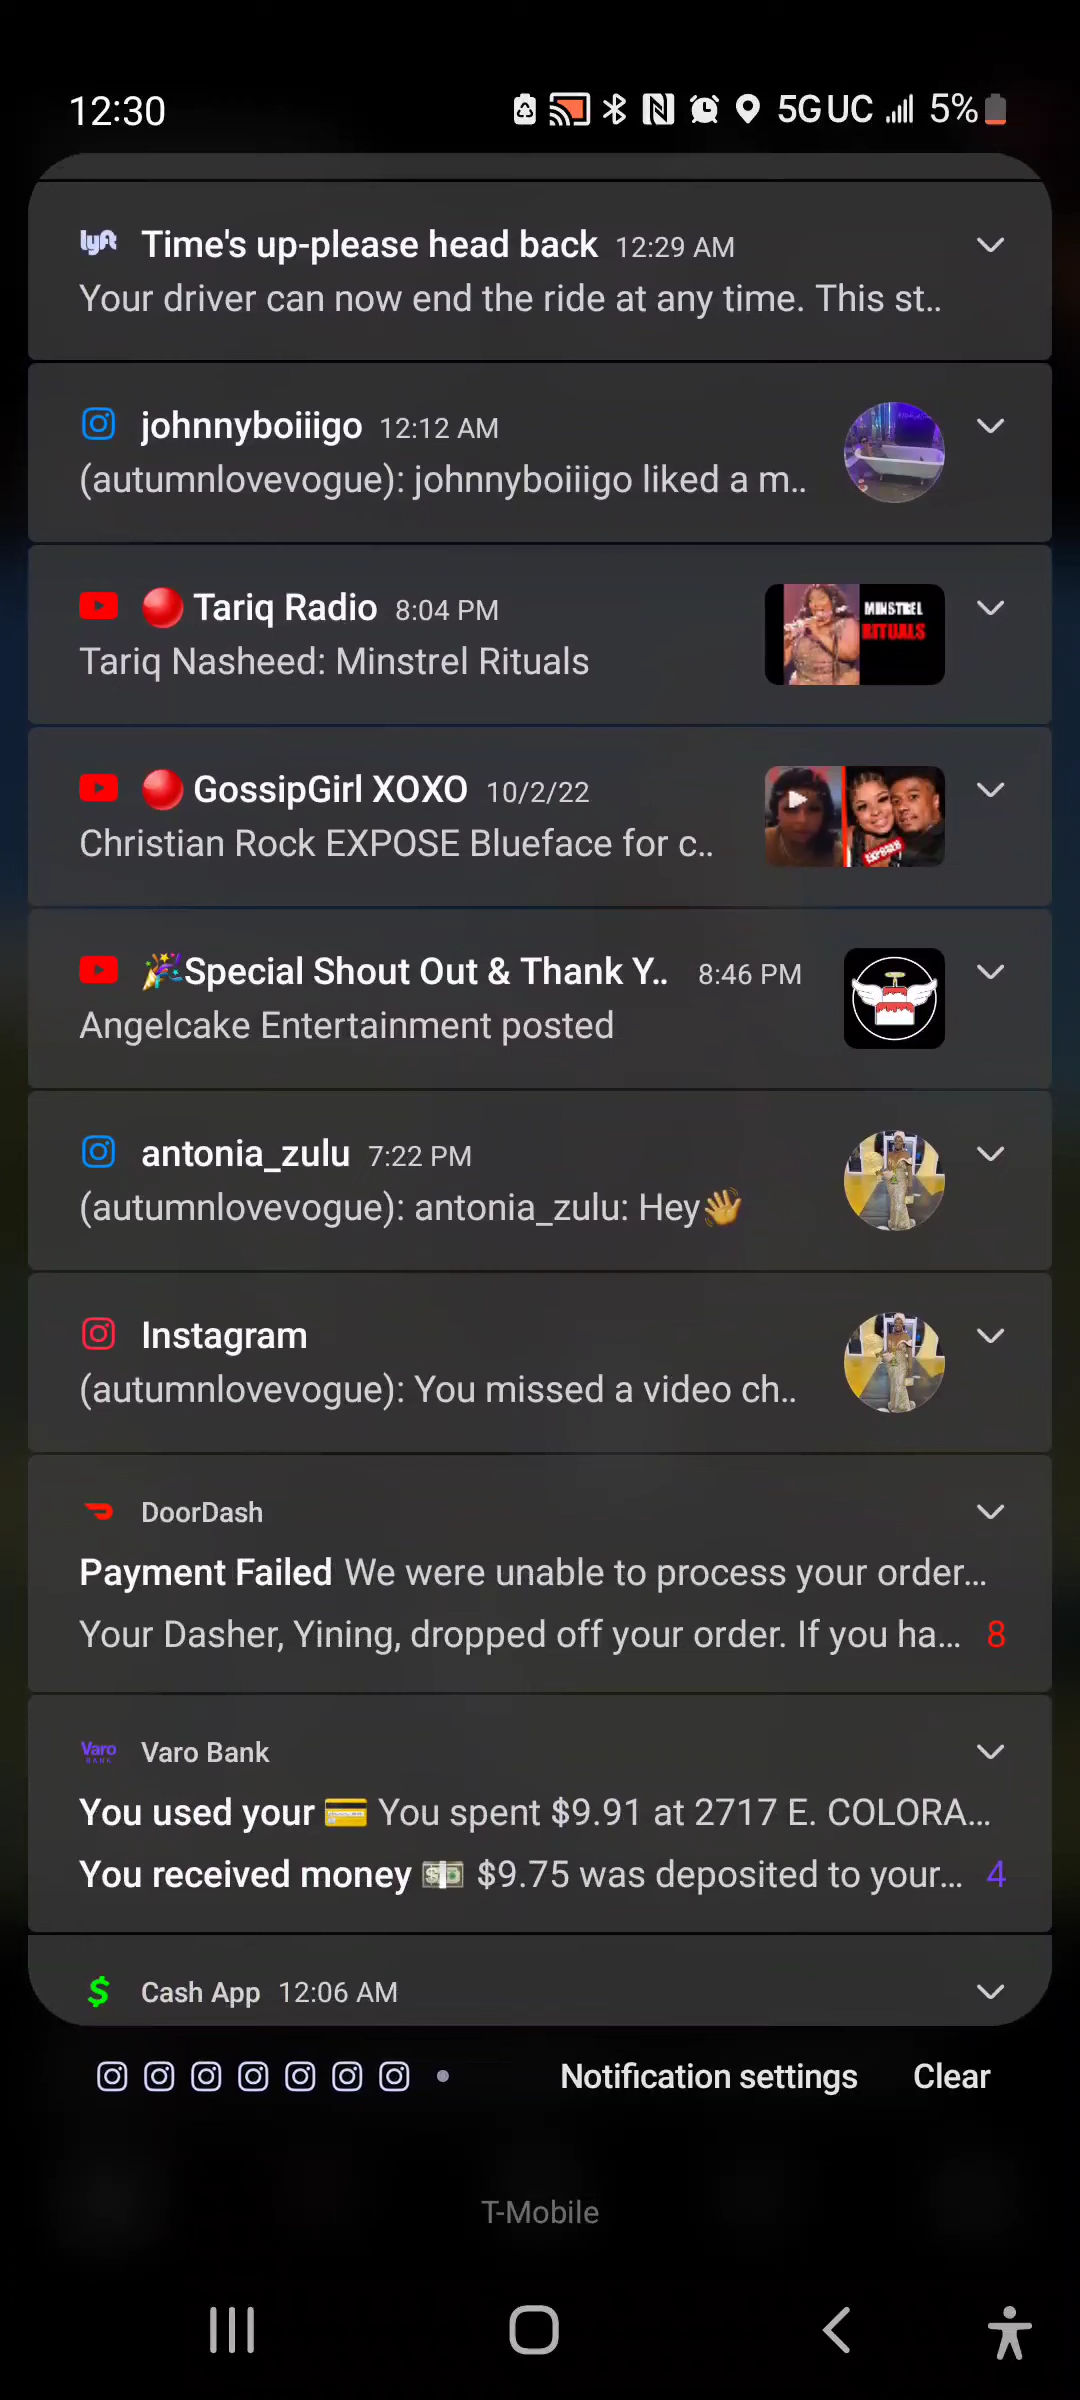 12:30 5G UC 5%
lyft Time's up-please head back 12:29 AM
Your driver can now end the ride at any time. This st..
johnnyboiiigo 12:12 AM
(autumnlovevogue): johnnyboiiigo liked a m..
🔴 Tariq Radio 8:04 PM
Tariq Nasheed: Minstrel Rituals
MINSTREL
RITUALS
🔴 GossipGirl XOXO 10/2/22
Christian Rock EXPOSE Blueface for c..
EXPOSED
🎉Special Shout Out & Thank Y.. 8:46 PM
Angelcake Entertainment posted
antonia_zulu 7:22 PM
(autumnlovevogue): antonia_zulu: Hey👋
Instagram
(autumnlovevogue): You missed a video ch..
DoorDash
Payment Failed We were unable to process your order...
Your Dasher, Yining, dropped off your order. If you ha... 8
Varo BANK Varo Bank
You used your 💳 You spent $9.91 at 2717 E. COLORA...
You received money 💵 $9.75 was deposited to your... 4
$ Cash App 12:06 AM
Notification settings Clear
T-Mobile